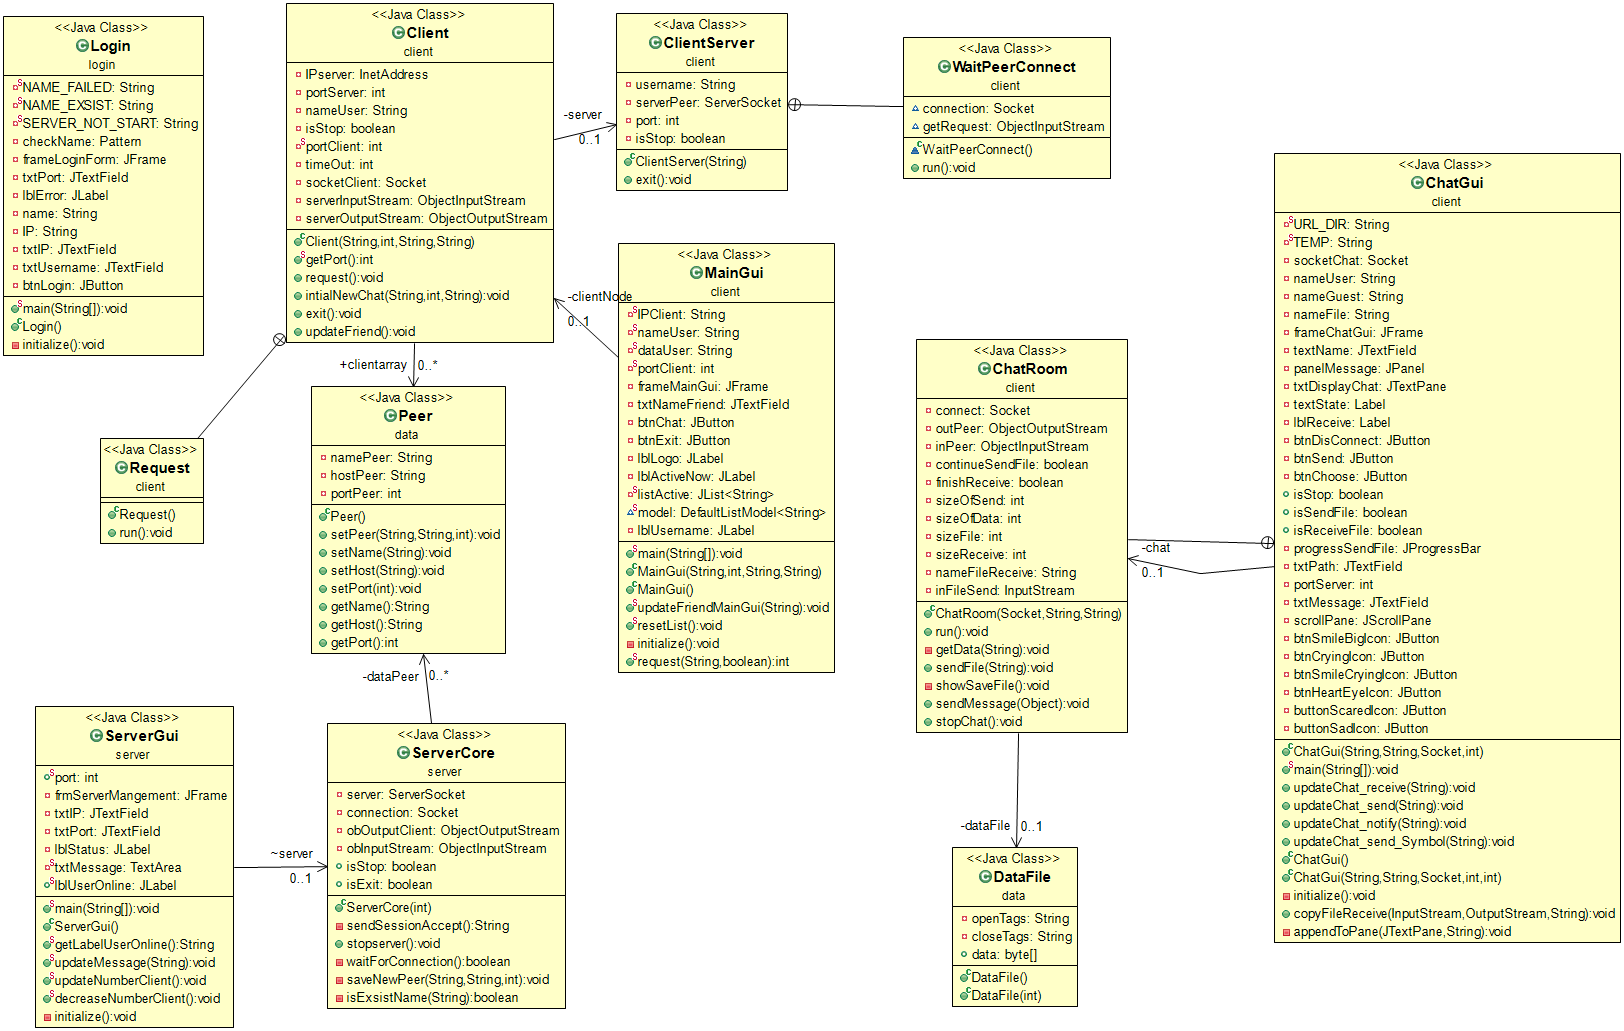 <<Java Class>>
Login
login
NAME_FAILED: String
NAME_EXSIST: String
SERVER_NOT_START: String
checkName: Pattern
frameLoginForm: JFrame
txtPort: JTextField
lblError: JLabel
name: String
IP: String
txtIP: JTextField
txtUsername: JTextField
btnLogin: JButton
main(String[]):void
Login()
initialize():void
<<Java Class>>
Client
client
IPserver: InetAddress
portServer: int
nameUser: String
isStop: boolean
portClient: int
timeOut: int
socketClient: Socket
serverInputStream: ObjectInputStream
serverOutputStream: ObjectOutputStream
Client(String,int,String,String)
getPort():int
request():void
intialNewChat(String,int,String):void
exit():void
updateFriend():void
-server
0..1
<<Java Class>>
ClientServer
client
username: String
serverPeer: ServerSocket
port: int
isStop: boolean
ClientServer(String)
exit():void
<<Java Class>>
WaitPeerConnect
client
connection: Socket
getRequest: ObjectInputStream
WaitPeerConnect()
run():void
<<Java Class>>
ChatGui
client
URL_DIR: String
TEMP: String
socketChat: Socket
nameUser: String
nameGuest: String
nameFile: String
frameChatGui: JFrame
textName: JTextField
panelMessage: JPanel
txtDisplayChat: JTextPane
textState: Label
lblReceive: Label
btnDisConnect: JButton
btnSend: JButton
btnChoose: JButton
isStop: boolean
isSendFile: boolean
isReceiveFile: boolean
progressSendFile: JProgressBar
txtPath: JTextField
portServer: int
txtMessage: JTextField
scrollPane: JScrollPane
btnSmileBigIcon: JButton
btnCryingIcon: JButton
btnSmileCryingIcon: JButton
btnHeartEyeIcon: JButton
buttonScaredIcon: JButton
buttonSadIcon: JButton
ChatGui(String,String,Socket,int)
main(String[]):void
updateChat_receive(String):void
updateChat_send(String):void
updateChat_notify(String):void
updateChat_send_Symbol(String):void
ChatGui()
ChatGui(String,String,Socket,int,int)
initialize():void
copyFileReceive(InputStream,OutputStream,String):void
appendToPane(JTextPane,String):void
<<Java Class>>
MainGui
client
IPClient: String
nameUser: String
dataUser: String
portClient: int
frameMainGui: JFrame
txtNameFriend: JTextField
btnChat: JButton
btnExit: JButton
lblLogo: JLabel
lblActiveNow: JLabel
listActive: JList<String>
model: DefaultListModel<String>
lblUsername: JLabel
main(String[]):void
MainGui(String,int,String,String)
MainGui()
updateFriendMainGui(String):void
resetList():void
initialize():void
request(String,boolean):int
-clientNode
0..1
+clientarray
0..*
<<Java Class>>
Peer
data
namePeer: String
hostPeer: String
portPeer: int
Peer()
setPeer(String,String,int):void
setName(String):void
setHost(String):void
setPort(int):void
getName():String
getHost():String
getPort():int
<<Java Class>>
Request
client
Request()
run():void
<<Java Class>>
ChatRoom
client
connect: Socket
outPeer: ObjectOutputStream
inPeer: ObjectInputStream
continueSendFile: boolean
finishReceive: boolean
sizeOfSend: int
sizeOfData: int
sizeFile: int
sizeReceive: int
nameFileReceive: String
inFileSend: InputStream
ChatRoom(Socket,String,String)
run():void
getData(String):void
sendFile(String):void
showSaveFile():void
sendMessage(Object):void
stopChat():void
-chat
0..1
-dataPeer
0..*
<<Java Class>>
ServerGui
server
port: int
frmServerMangement: JFrame
txtIP: JTextField
txtPort: JTextField
lblStatus: JLabel
txtMessage: TextArea
lblUserOnline: JLabel
main(String[]):void
ServerGui()
getLabelUserOnline():String
updateMessage(String):void
updateNumberClient():void
decreaseNumberClient():void
initialize():void
~server
0..1
<<Java Class>>
ServerCore
server
server: ServerSocket
connection: Socket
obOutputClient: ObjectOutputStream
obInputStream: ObjectInputStream
isStop: boolean
isExit: boolean
ServerCore(int)
sendSessionAccept():String
stopserver():void
waitForConnection():boolean
saveNewPeer(String,String,int):void
isExsistName(String):boolean
-dataFile
0..1
<<Java Class>>
DataFile
data
openTags: String
closeTags: String
data: byte[]
DataFile()
DataFile(int)